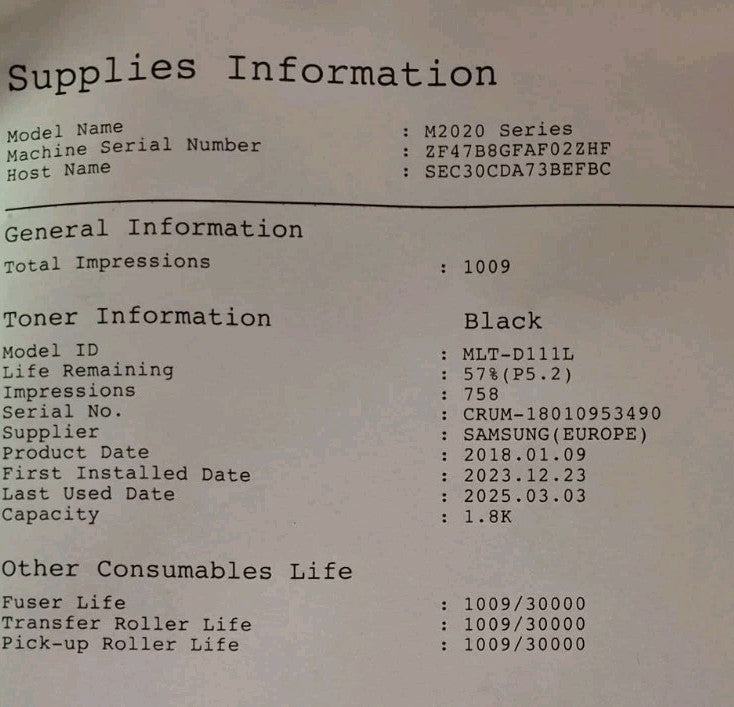 Supplies Information
Model Name : M2020 Series
Machine Serial Number : ZF47B8GFAF02ZHF
Host Name : SEC30CDA73BEFBC
General Information
Total Impressions : 1009
Toner Information Black
Model ID : MLT-D111L
Life Remaining : 57%(P5.2)
Impressions : 758
Serial No. : CRUM-18010953490
Supplier : SAMSUNG(EUROPE)
Product Date : 2018.01.09
First Installed Date : 2023.12.23
Last Used Date : 2025.03.03
Capacity : 1.8K
Other Consumables Life
Fuser Life : 1009/30000
Transfer Roller Life : 1009/30000
Pick-up Roller Life : 1009/30000